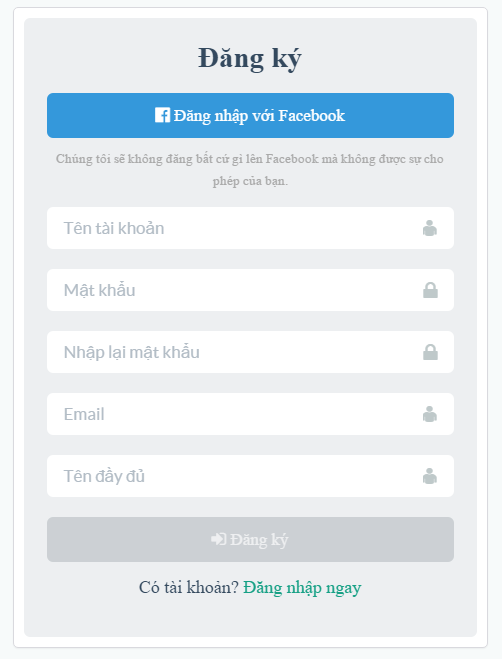 Đăng ký
Đăng nhập với Facebook
Chúng tôi sẽ không đăng bất cứ gì lên Facebook mà không được sự cho
phép của bạn.
Tên tài khoản
Mật khẩu
Nhập lại mật khẩu
Email
Tên đầy đủ
Đăng ký
Có tài khoản? Đăng nhập ngay